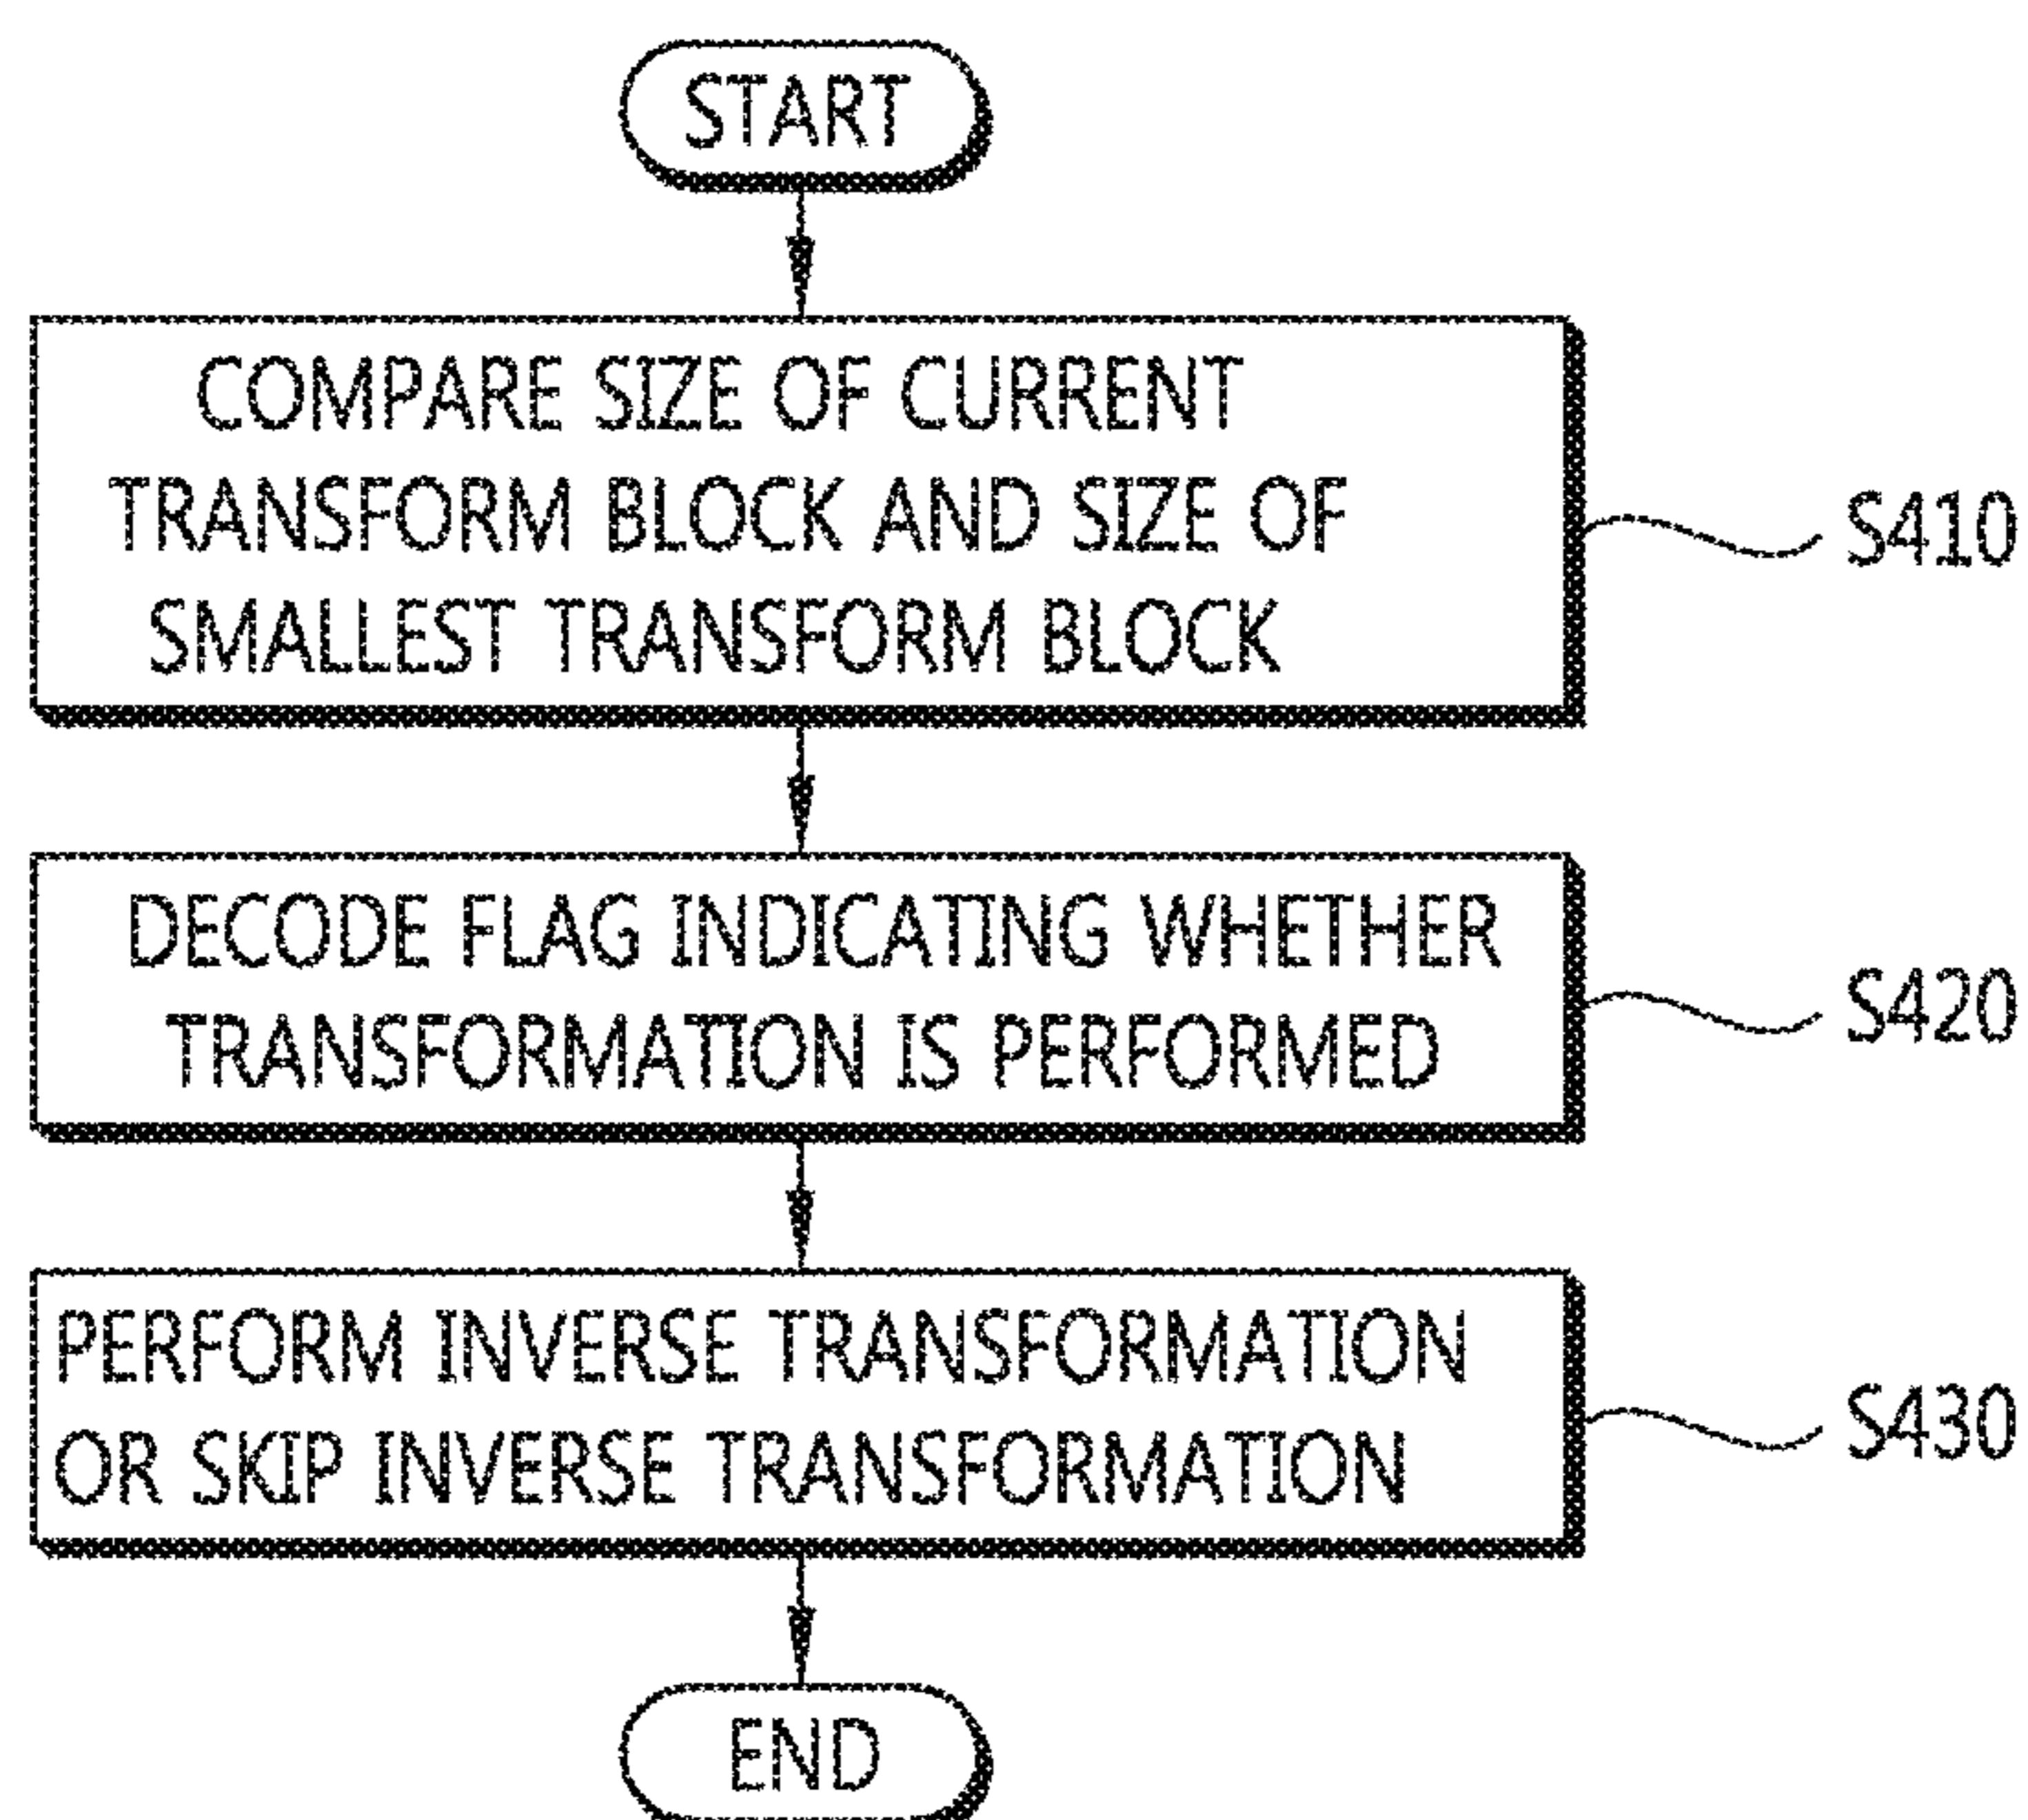 START
COMPARE SIZE OF CURRENT
TRANSFORM BLOCK AND SIZE OF
SMALLEST TRANSFORM BLOCK
S410
DECODE FLAG INDICATING WHETHER
TRANSFORMATION IS PERFORMED
S420
PERFORM INVERSE TRANSFORMATION
OR SKIP INVERSE TRANSFORMATION
S430
END